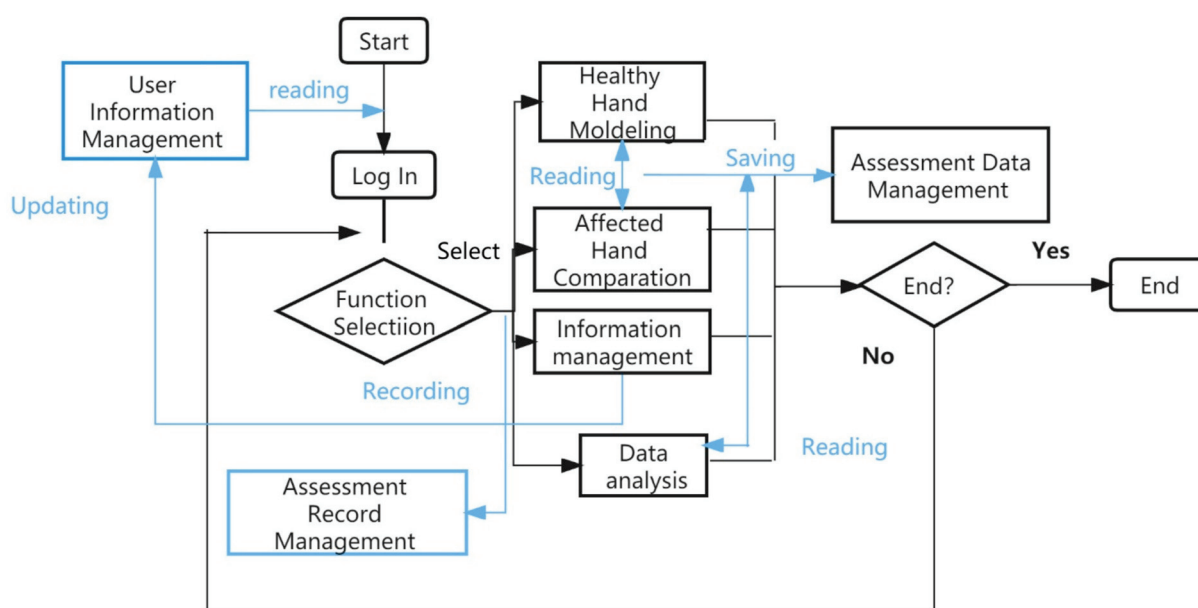 Start
User
Information
Management
reading
Log In
Updating
Healthy
Hand
Moldeling
Reading
Saving
Assessment Data
Management
Select
Affected
Hand
Comparation
Function
Selectiion
Information
management
End?
Yes
End
No
Recording
Data
analysis
Reading
Assessment
Record
Management